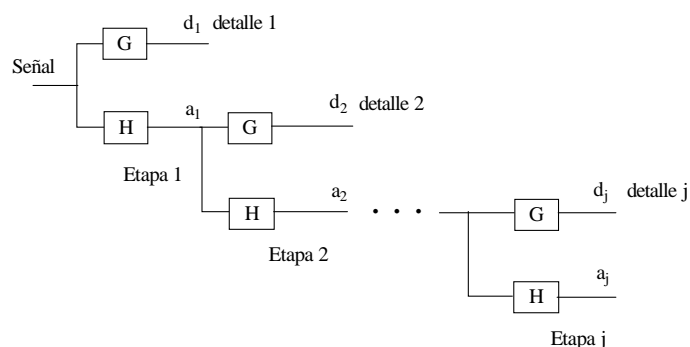 d1 detalle 1
G
Señal
H
a1
d2 detalle 2
G
Etapa 1
H
a2
. . .
dj detalle j
G
Etapa 2
H
aj
Etapa j